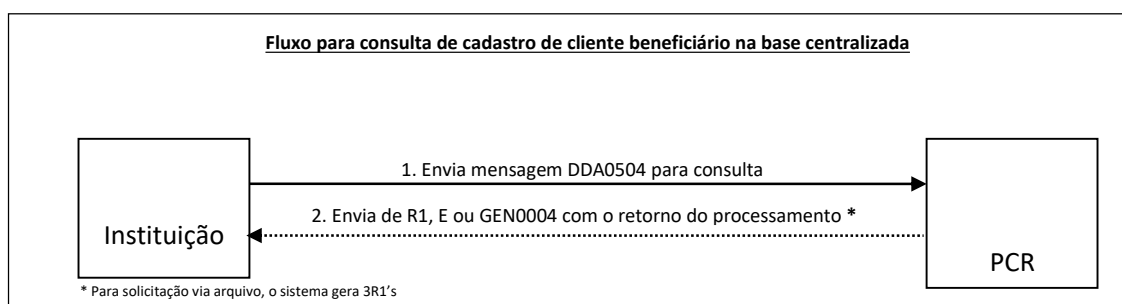 Fluxo para consulta de cadastro de cliente beneficiário na base centralizada
1. Envia mensagem DDA0504 para consulta
2. Envia de R1, E ou GEN0004 com o retorno do processamento *
Instituição
PCR
* Para solicitação via arquivo, o sistema gera 3R1's